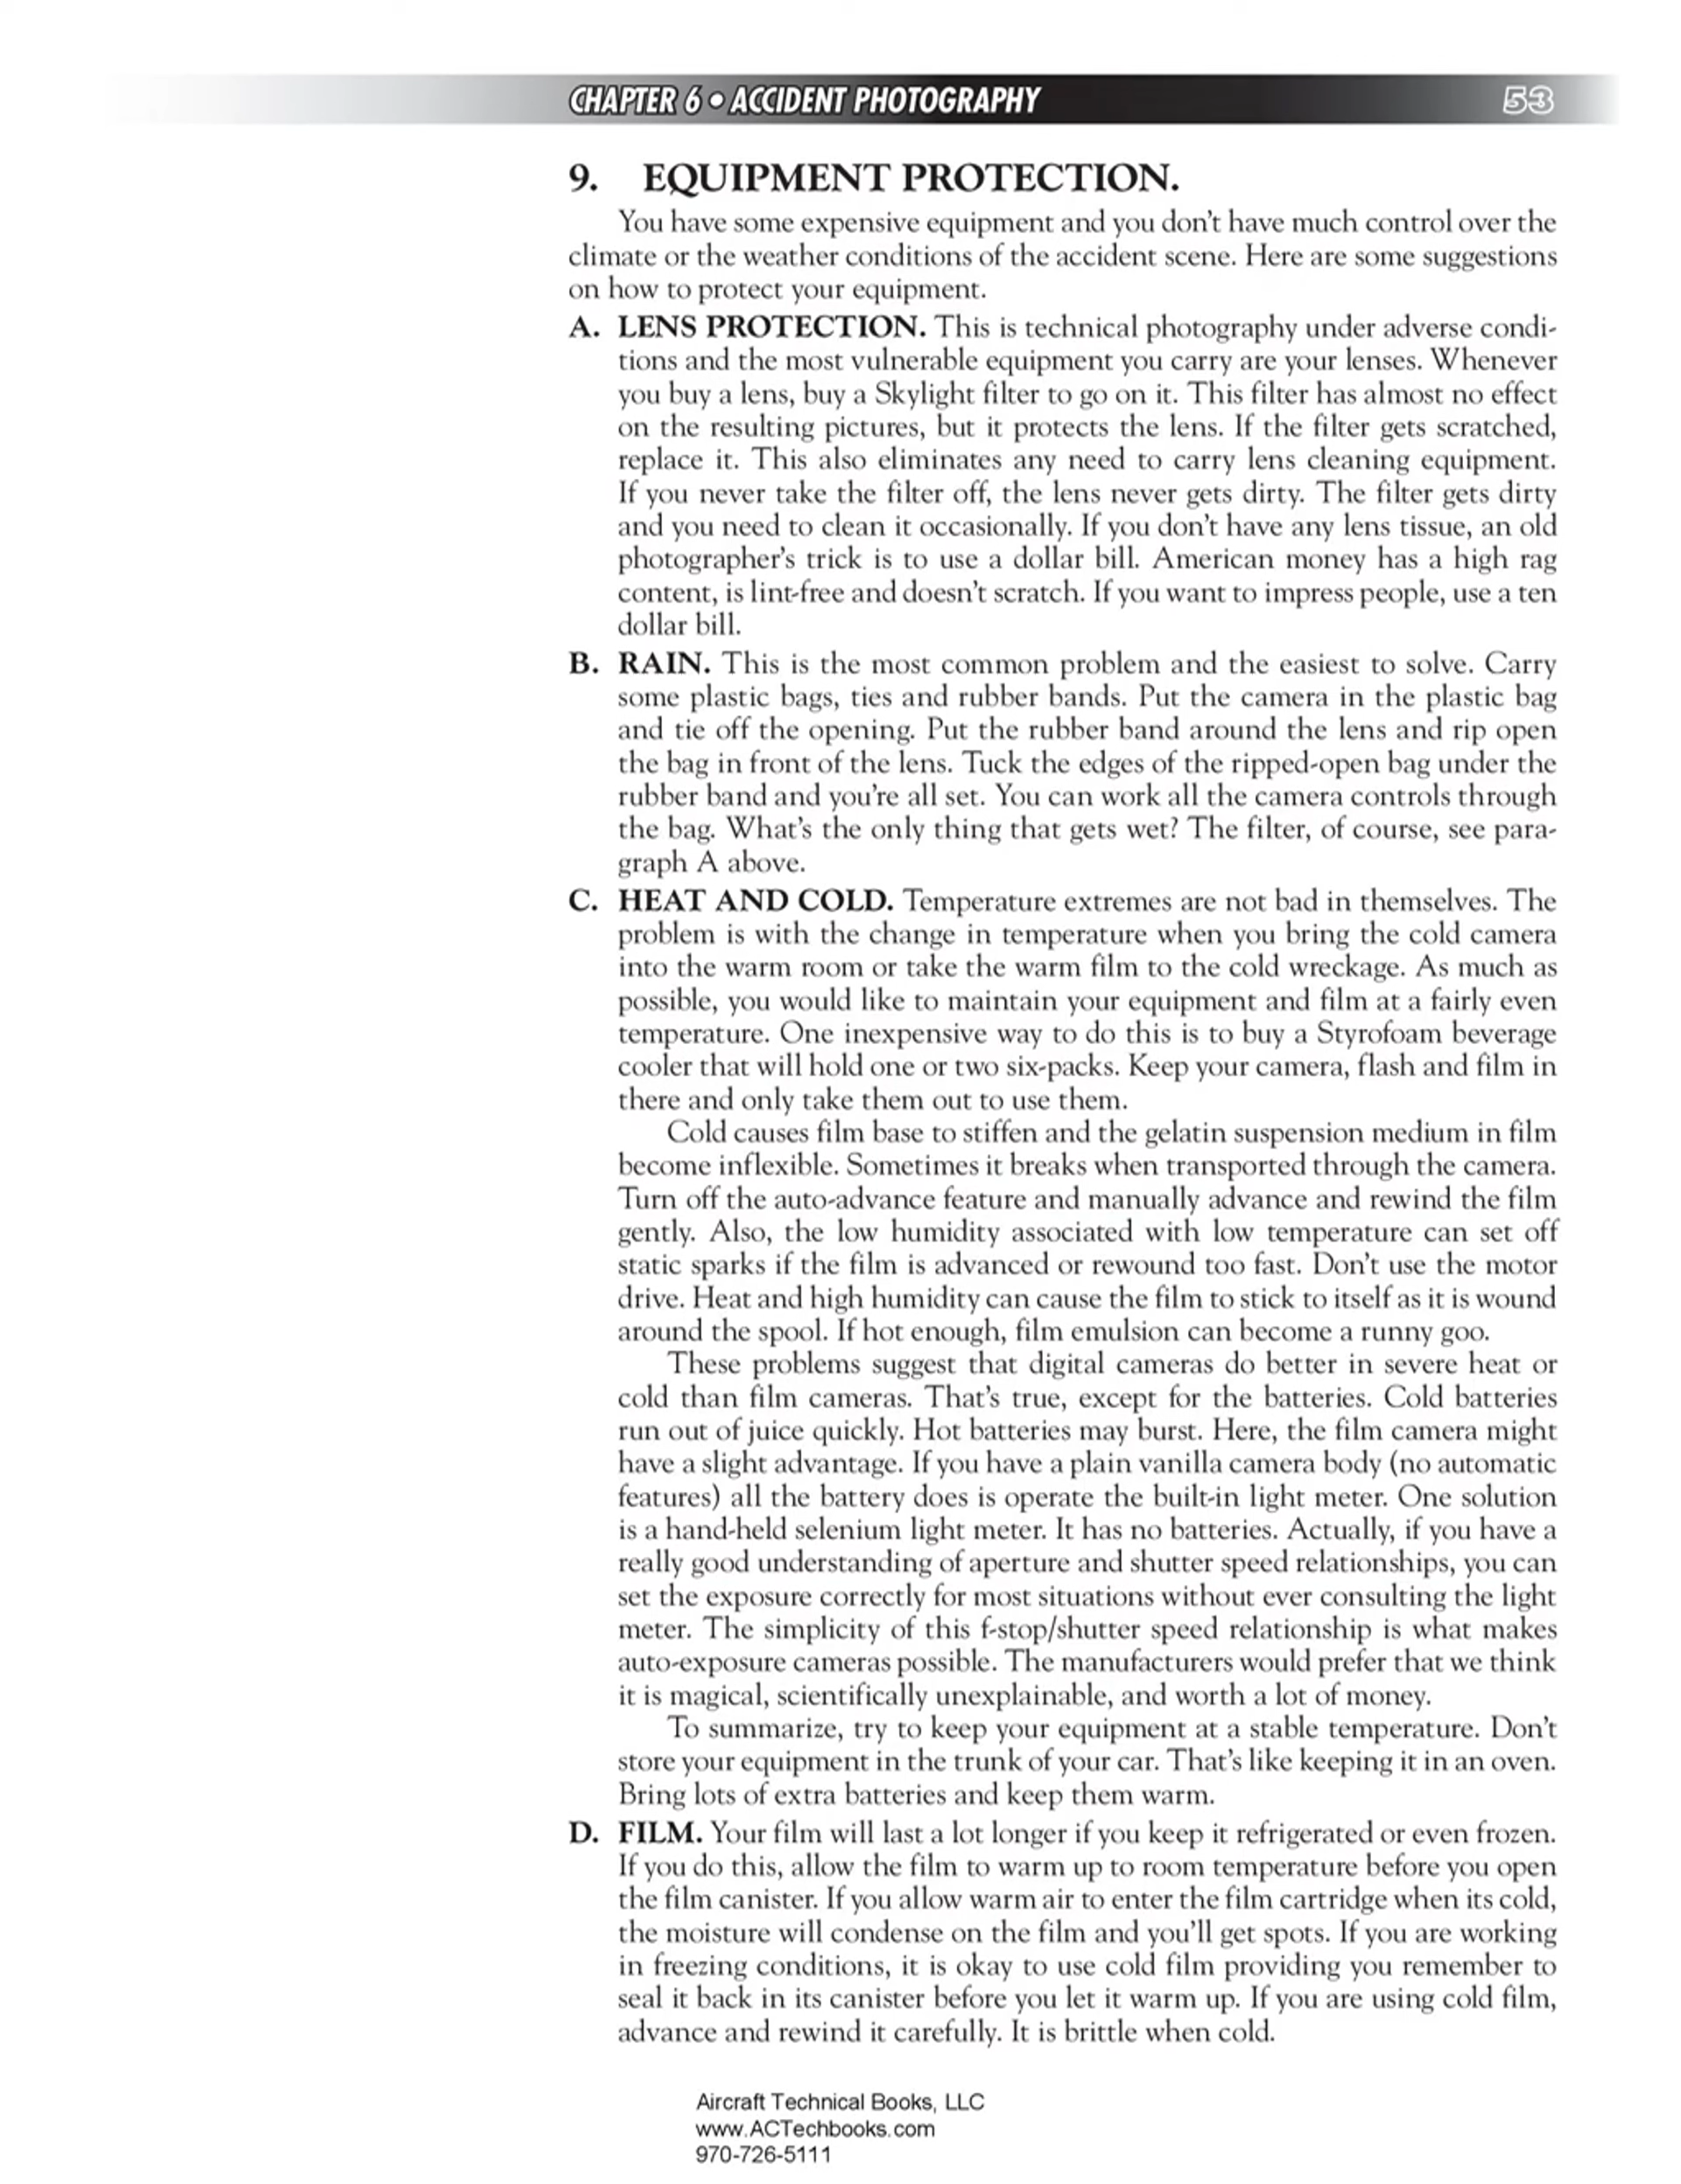 CHAPTER 6 • ACCIDENT PHOTOGRAPHY 53
9. EQUIPMENT PROTECTION.
You have some expensive equipment and you don't have much control over the
climate or the weather conditions of the accident scene. Here are some suggestions
on how to protect your equipment.
A. LENS PROTECTION. This is technical photography under adverse condi-
tions and the most vulnerable equipment you carry are your lenses. Whenever
you buy a lens, buy a Skylight filter to go on it. This filter has almost no effect
on the resulting pictures, but it protects the lens. If the filter gets scratched,
replace it. This also eliminates any need to carry lens cleaning equipment.
If you never take the filter off, the lens never gets dirty. The filter gets dirty
and you need to clean it occasionally. If you don't have any lens tissue, an old
photographer's trick is to use a dollar bill. American money has a high rag
content, is lint-free and doesn't scratch. If you want to impress people, use a ten
dollar bill.
B. RAIN. This is the most common problem and the easiest to solve. Carry
some plastic bags, ties and rubber bands. Put the camera in the plastic bag
and tie off the opening. Put the rubber band around the lens and rip open
the bag in front of the lens. Tuck the edges of the ripped-open bag under the
rubber band and you're all set. You can work all the camera controls through
the bag. What's the only thing that gets wet? The filter, of course, see para-
graph A above.
C. HEAT AND COLD. Temperature extremes are not bad in themselves. The
problem is with the change in temperature when you bring the cold camera
into the warm room or take the warm film to the cold wreckage. As much as
possible, you would like to maintain your equipment and film at a fairly even
temperature. One inexpensive way to do this is to buy a Styrofoam beverage
cooler that will hold one or two six-packs. Keep your camera, flash and film in
there and only take them out to use them.
Cold causes film base to stiffen and the gelatin suspension medium in film
become inflexible. Sometimes it breaks when transported through the camera.
Turn off the auto-advance feature and manually advance and rewind the film
gently. Also, the low humidity associated with low temperature can set off
static sparks if the film is advanced or rewound too fast. Don't use the motor
drive. Heat and high humidity can cause the film to stick to itself as it is wound
around the spool. If hot enough, film emulsion can become a runny goo.
These problems suggest that digital cameras do better in severe heat or
cold than film cameras. That's true, except for the batteries. Cold batteries
run out of juice quickly. Hot batteries may burst. Here, the film camera might
have a slight advantage. If you have a plain vanilla camera body (no automatic
features) all the battery does is operate the built-in light meter. One solution
is a hand-held selenium light meter. It has no batteries. Actually, if you have a
really good understanding of aperture and shutter speed relationships, you can
set the exposure correctly for most situations without ever consulting the light
meter. The simplicity of this f-stop/shutter speed relationship is what makes
auto-exposure cameras possible. The manufacturers would prefer that we think
it is magical, scientifically unexplainable, and worth a lot of money.
To summarize, try to keep your equipment at a stable temperature. Don't
store your equipment in the trunk of your car. That's like keeping it in an oven.
Bring lots of extra batteries and keep them warm.
D. FILM. Your film will last a lot longer if you keep it refrigerated or even frozen.
If you do this, allow the film to warm up to room temperature before you open
the film canister. If you allow warm air to enter the film cartridge when its cold,
the moisture will condense on the film and you'll get spots. If you are working
in freezing conditions, it is okay to use cold film providing you remember to
seal it back in its canister before you let it warm up. If you are using cold film,
advance and rewind it carefully. It is brittle when cold.
Aircraft Technical Books, LLC
www.ACTechbooks.com
970-726-5111